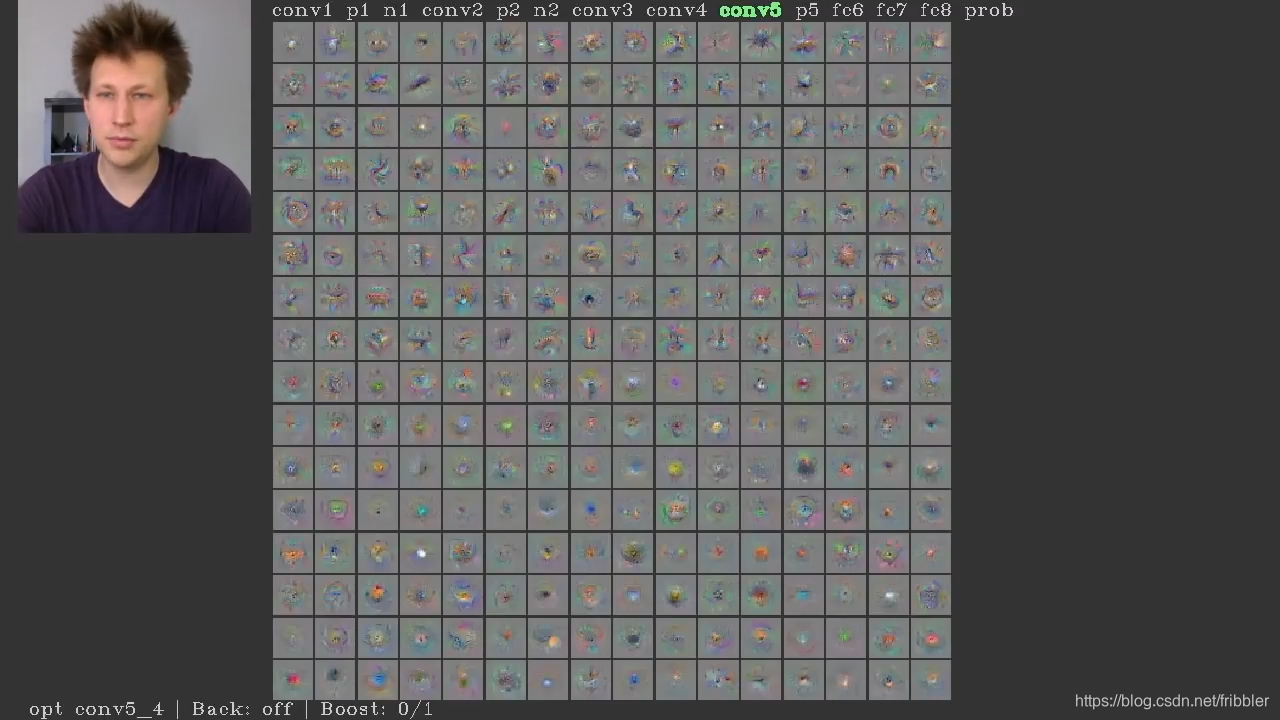 conv1 p1 n1 conv2 p2 n2 conv3 conv4 conv5 p5 fc6 fc7 fc8 prob
opt conv5_4 | Back: off | Boost: 0/1
https://blog.csdn.net/fribbler